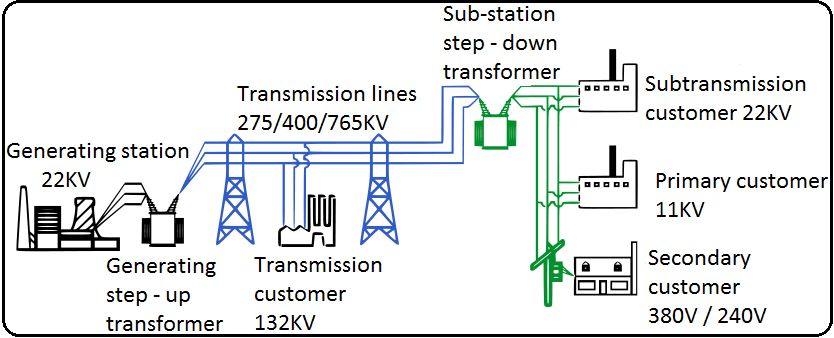 Sub-station
step - down
transformer
Transmission lines
275/400/765KV
Subtransmission
customer 22KV
Generating station
22KV
Primary customer
11KV
Generating
step - up
transformer
Transmission
customer
132KV
Secondary
customer
380V / 240V